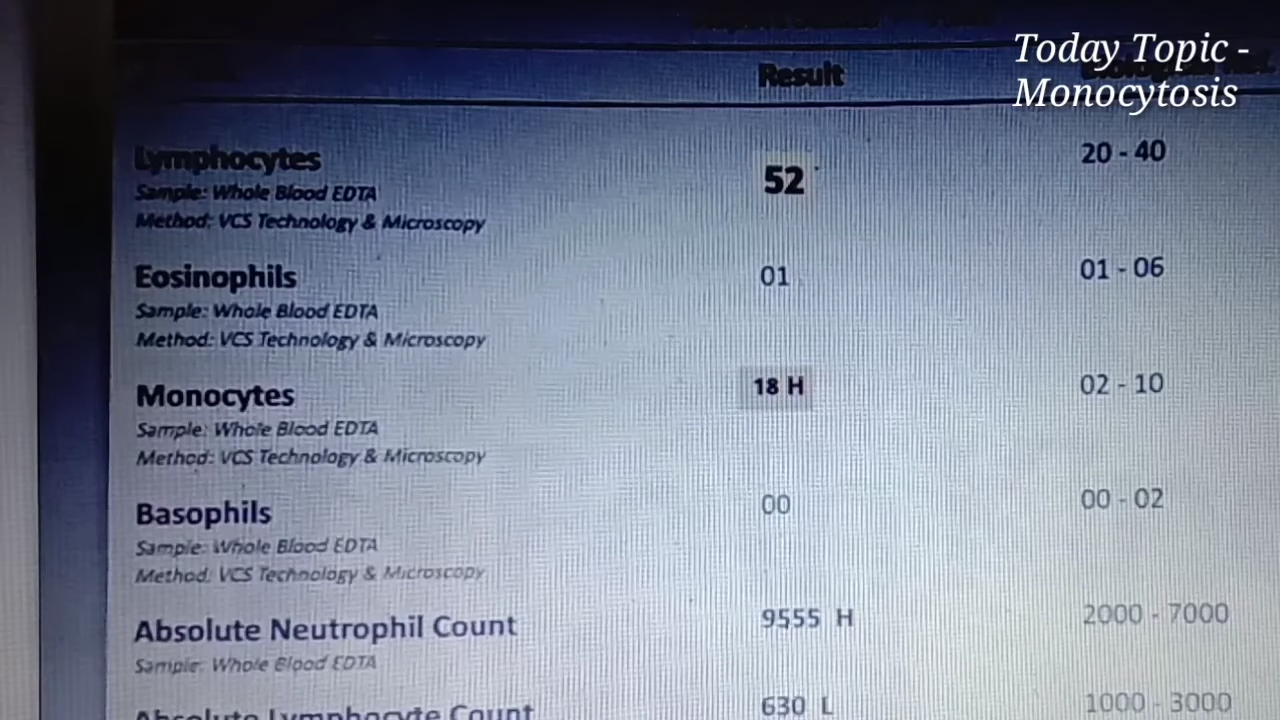 Today Topic -
Monocytosis
Result
Lymphocytes 52 20 - 40
Sample: Whole Blood EDTA
Method: VCS Technology & Microscopy
Eosinophils 01 01 - 06
Sample: Whole Blood EDTA
Method: VCS Technology & Microscopy
Monocytes 18 H 02 - 10
Sample: Whole Blood EDTA
Method: VCS Technology & Microscopy
Basophils 00 00 - 02
Sample: Whole Blood EDTA
Method: VCS Technology & Microscopy
Absolute Neutrophil Count 9555 H 2000 - 7000
Sample: Whole Blood EDTA
Absolute Lymphocyte Count 630 L 1000 - 3000